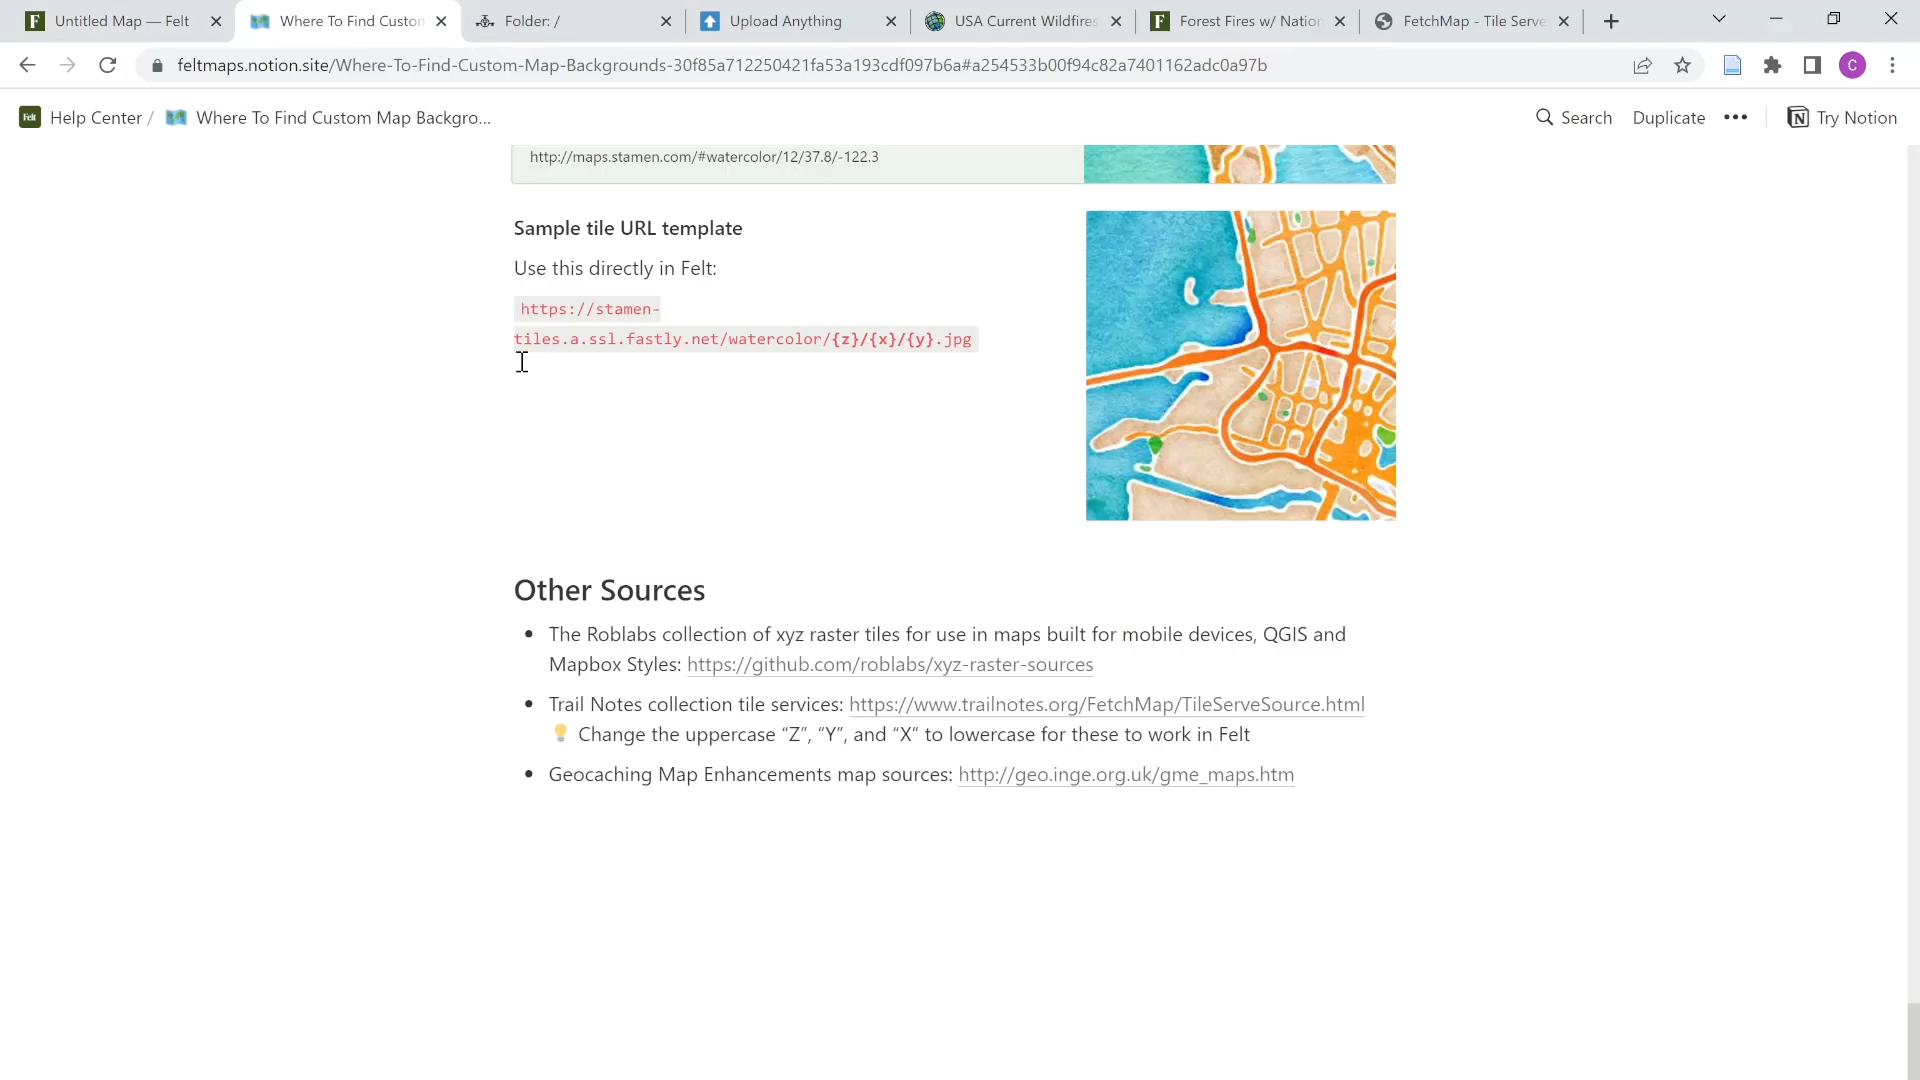 Untitled Map — Felt
Where To Find Custon
Folder: /
Upload Anything
USA Current Wildfires
Forest Fires w/ Nation
FetchMap - Tile Serve
feltmaps.notion.site/Where-To-Find-Custom-Map-Backgrounds-30f85a712250421fa53a193cdf097b6a#a254533b00f94c82a7401162adc0a97b
C
Felt
Help Center / Where To Find Custom Map Backgro...
Search
Duplicate
Try Notion
http://maps.stamen.com/#watercolor/12/37.8/-122.3
Sample tile URL template
Use this directly in Felt:
https://stamen-
tiles.a.ssl.fastly.net/watercolor/{z}/{x}/{y}.jpg
Other Sources
• The Roblabs collection of xyz raster tiles for use in maps built for mobile devices, QGIS and
Mapbox Styles: https://github.com/roblabs/xyz-raster-sources
• Trail Notes collection tile services: https://www.trailnotes.org/FetchMap/TileServeSource.html
💡 Change the uppercase “Z”, “Y”, and “X” to lowercase for these to work in Felt
• Geocaching Map Enhancements map sources: http://geo.inge.org.uk/gme_maps.htm